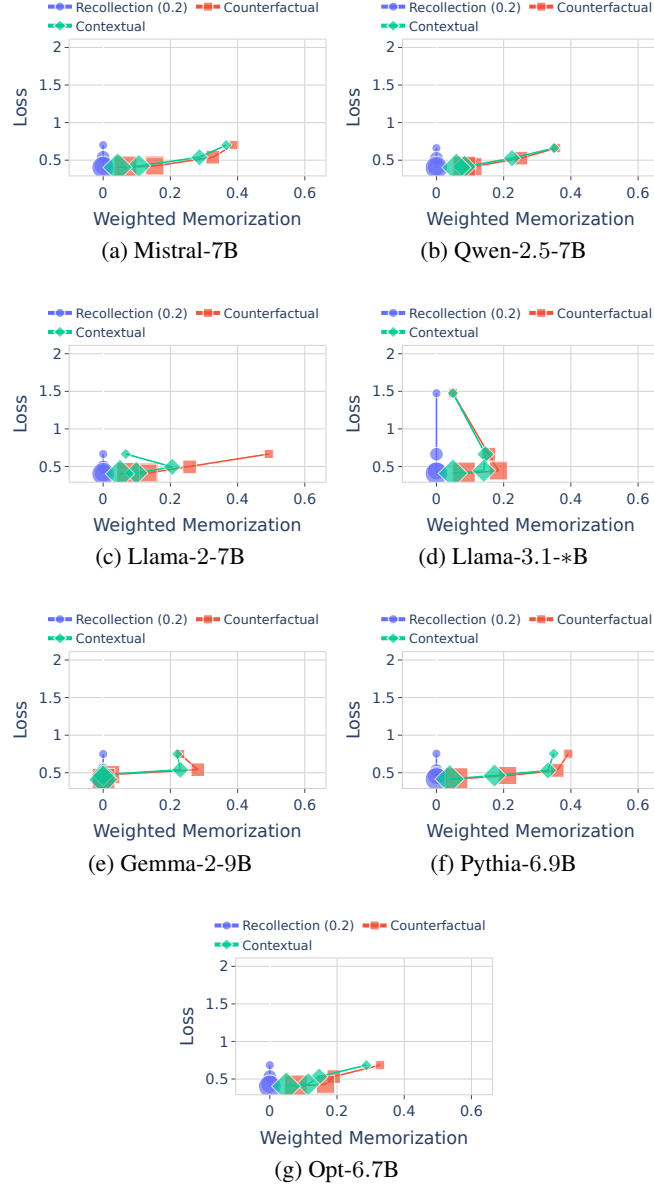 Recollection (0.2) Counterfactual
Contextual
2
1.5
1
0.5
Loss
0 0.2 0.4 0.6
Weighted Memorization
(a) Mistral-7B
Recollection (0.2) Counterfactual
Contextual
2
1.5
1
0.5
Loss
0 0.2 0.4 0.6
Weighted Memorization
(b) Qwen-2.5-7B
Recollection (0.2) Counterfactual
Contextual
2
1.5
1
0.5
Loss
0 0.2 0.4 0.6
Weighted Memorization
(c) Llama-2-7B
Recollection (0.2) Counterfactual
Contextual
2
1.5
1
0.5
Loss
0 0.2 0.4 0.6
Weighted Memorization
(d) Llama-3.1-∗B
Recollection (0.2) Counterfactual
Contextual
2
1.5
1
0.5
Loss
0 0.2 0.4 0.6
Weighted Memorization
(e) Gemma-2-9B
Recollection (0.2) Counterfactual
Contextual
2
1.5
1
0.5
Loss
0 0.2 0.4 0.6
Weighted Memorization
(f) Pythia-6.9B
Recollection (0.2) Counterfactual
Contextual
2
1.5
1
0.5
Loss
0 0.2 0.4 0.6
Weighted Memorization
(g) Opt-6.7B